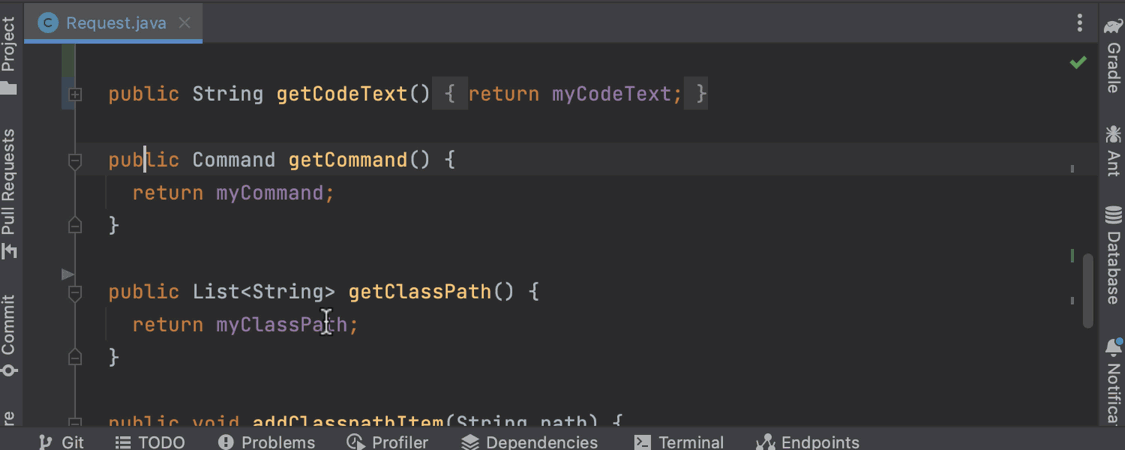 Request.java
public String getCodeText() { return myCodeText; }
public Command getCommand() {
return myCommand;
}
public List<String> getClassPath() {
return myClassPath;
}
public void addClasspathItem(String path) {
Project
Pull Requests
Commit
re
Gradle
Ant
Database
Notifica
Git
TODO
Problems
Profiler
Dependencies
Terminal
Endpoints